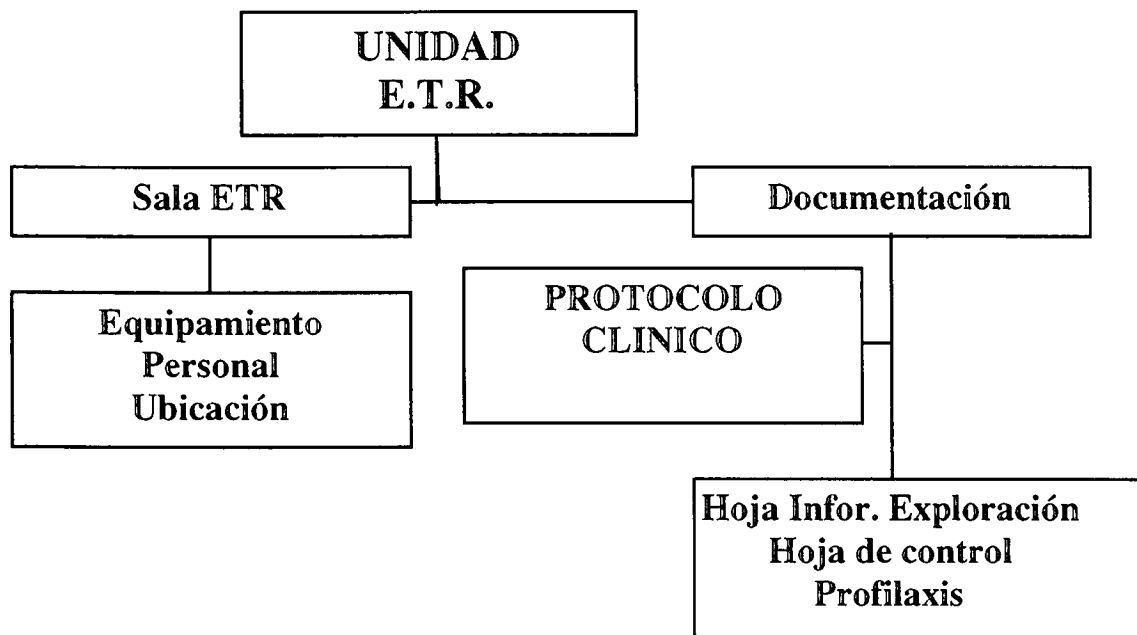 UNIDAD
E.T.R.
Sala ETR
Documentación
Equipamiento
Personal
Ubicación
PROTOCOLO
CLINICO
Hoja Infor. Exploración
Hoja de control
Profilaxis